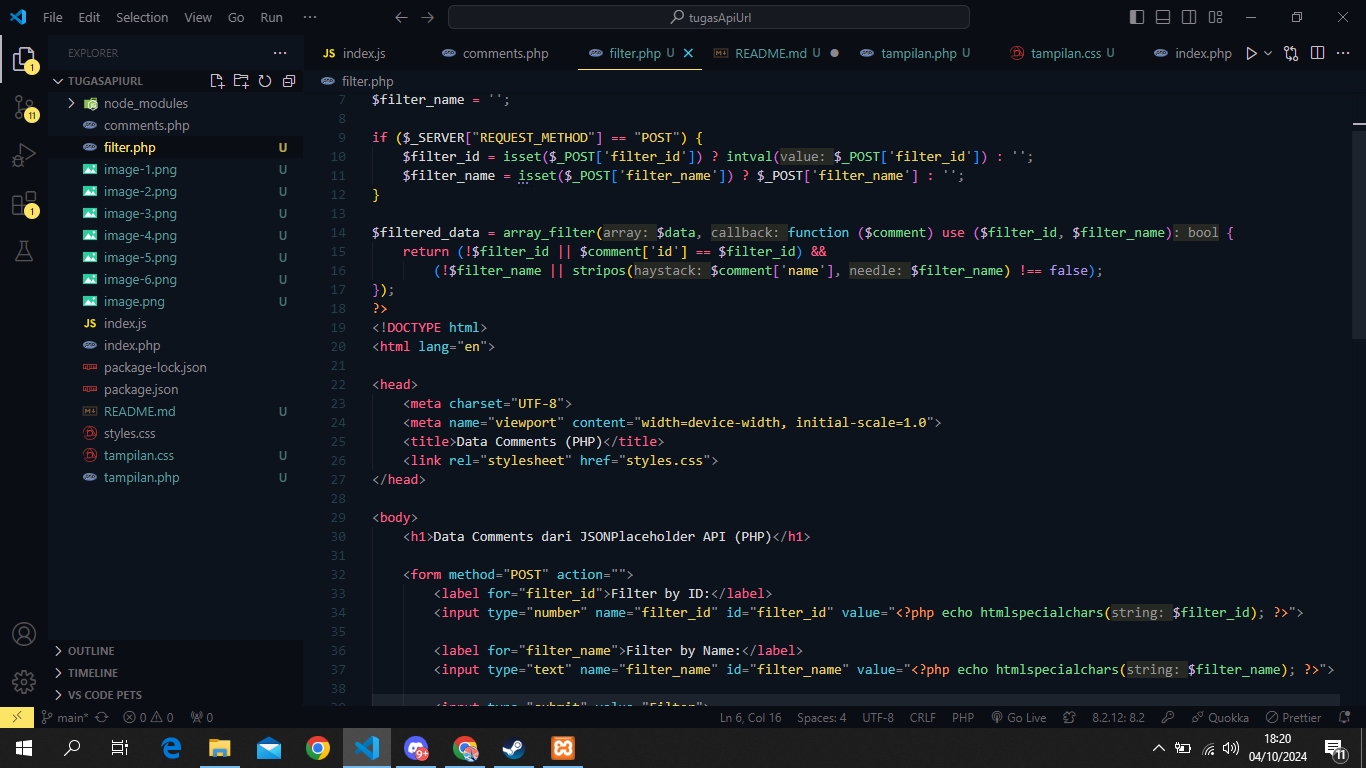 File Edit Selection View Go Run ··· tugasApiUrl
EXPLORER ···
JS index.js comments.php filter.php U README.md U tampilan.php U tampilan.css U index.php ···
TUGASAPIURL
filter.php
node_modules
comments.php
filter.php U
image-1.png U
image-2.png U
image-3.png U
image-4.png U
image-5.png U
image-6.png U
image.png U
JS index.js
index.php
package-lock.json
package.json
README.md U
styles.css
tampilan.css U
tampilan.php U
OUTLINE
TIMELINE
VS CODE PETS
1
11
1
7 $filter_name = '';
8
9 if ($_SERVER["REQUEST_METHOD"] == "POST") {
10 $filter_id = isset($_POST['filter_id']) ? intval(value: $_POST['filter_id']) : '';
11 $filter_name = isset($_POST['filter_name']) ? $_POST['filter_name'] : '';
12 }
13
14 $filtered_data = array_filter(array: $data, callback: function ($comment) use ($filter_id, $filter_name): bool {
15 return (!$filter_id || $comment['id'] == $filter_id) &&
16 (!$filter_name || stripos(haystack: $comment['name'], needle: $filter_name) !== false);
17 });
18 ?>
19 <!DOCTYPE html>
20 <html lang="en">
21
22 <head>
23 <meta charset="UTF-8">
24 <meta name="viewport" content="width=device-width, initial-scale=1.0">
25 <title>Data Comments (PHP)</title>
26 <link rel="stylesheet" href="styles.css">
27 </head>
28
29 <body>
30 <h1>Data Comments dari JSONPlaceholder API (PHP)</h1>
31
32 <form method="POST" action="">
33 <label for="filter_id">Filter by ID:</label>
34 <input type="number" name="filter_id" id="filter_id" value="<?php echo htmlspecialchars(string: $filter_id); ?>">
35
36 <label for="filter_name">Filter by Name:</label>
37 <input type="text" name="filter_name" id="filter_name" value="<?php echo htmlspecialchars(string: $filter_name); ?>">
38
39 <input type="submit" value="Filter">
main* 0 0 0 Ln 6, Col 16 Spaces: 4 UTF-8 CRLF PHP Go Live 8.2.12: 8.2 Quokka Prettier
9+
18:20
04/10/2024
11